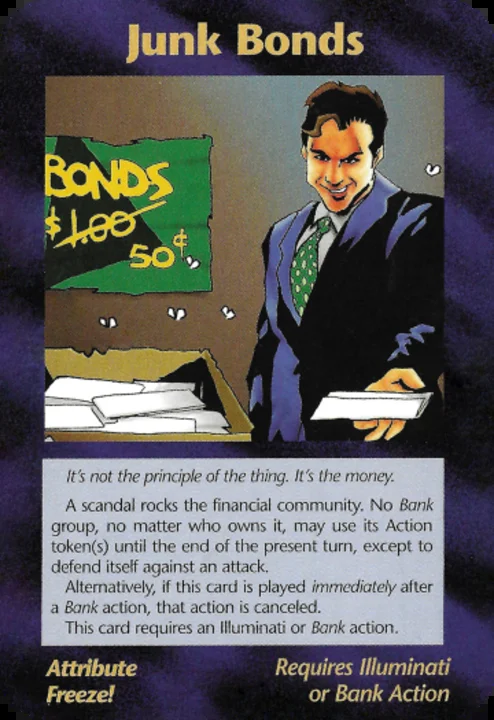 Junk Bonds
BONDS
$1.00
50¢
It's not the principle of the thing. It's the money.
A scandal rocks the financial community. No Bank
group, no matter who owns it, may use its Action
token(s) until the end of the present turn, except to
defend itself against an attack.
Alternatively, if this card is played immediately after
a Bank action, that action is canceled.
This card requires an Illuminati or Bank action.
Attribute
Freeze!
Requires Illuminati
or Bank Action